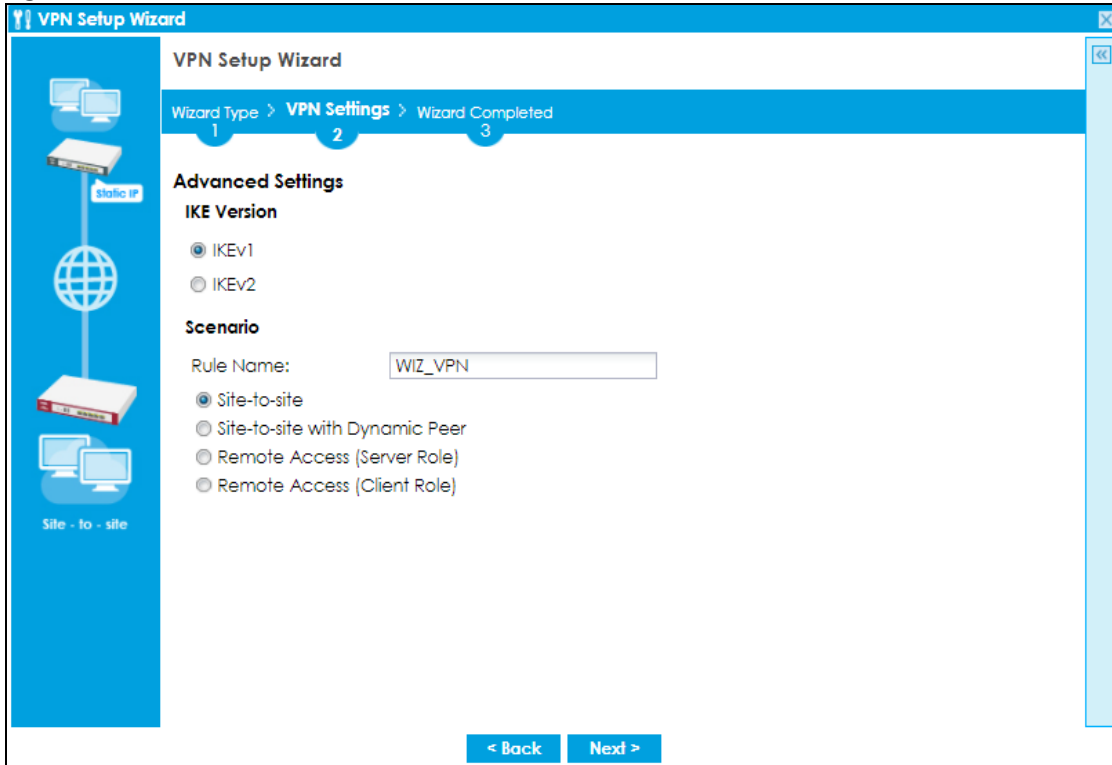 VPN Setup Wizard
VPN Setup Wizard
Wizard Type > VPN Settings > Wizard Completed
1 2 3
Static IP
Advanced Settings
IKE Version
IKEv1
IKEv2
Scenario
Rule Name: WIZ_VPN
Site-to-site
Site-to-site with Dynamic Peer
Remote Access (Server Role)
Remote Access (Client Role)
Site - to - site
< Back Next >